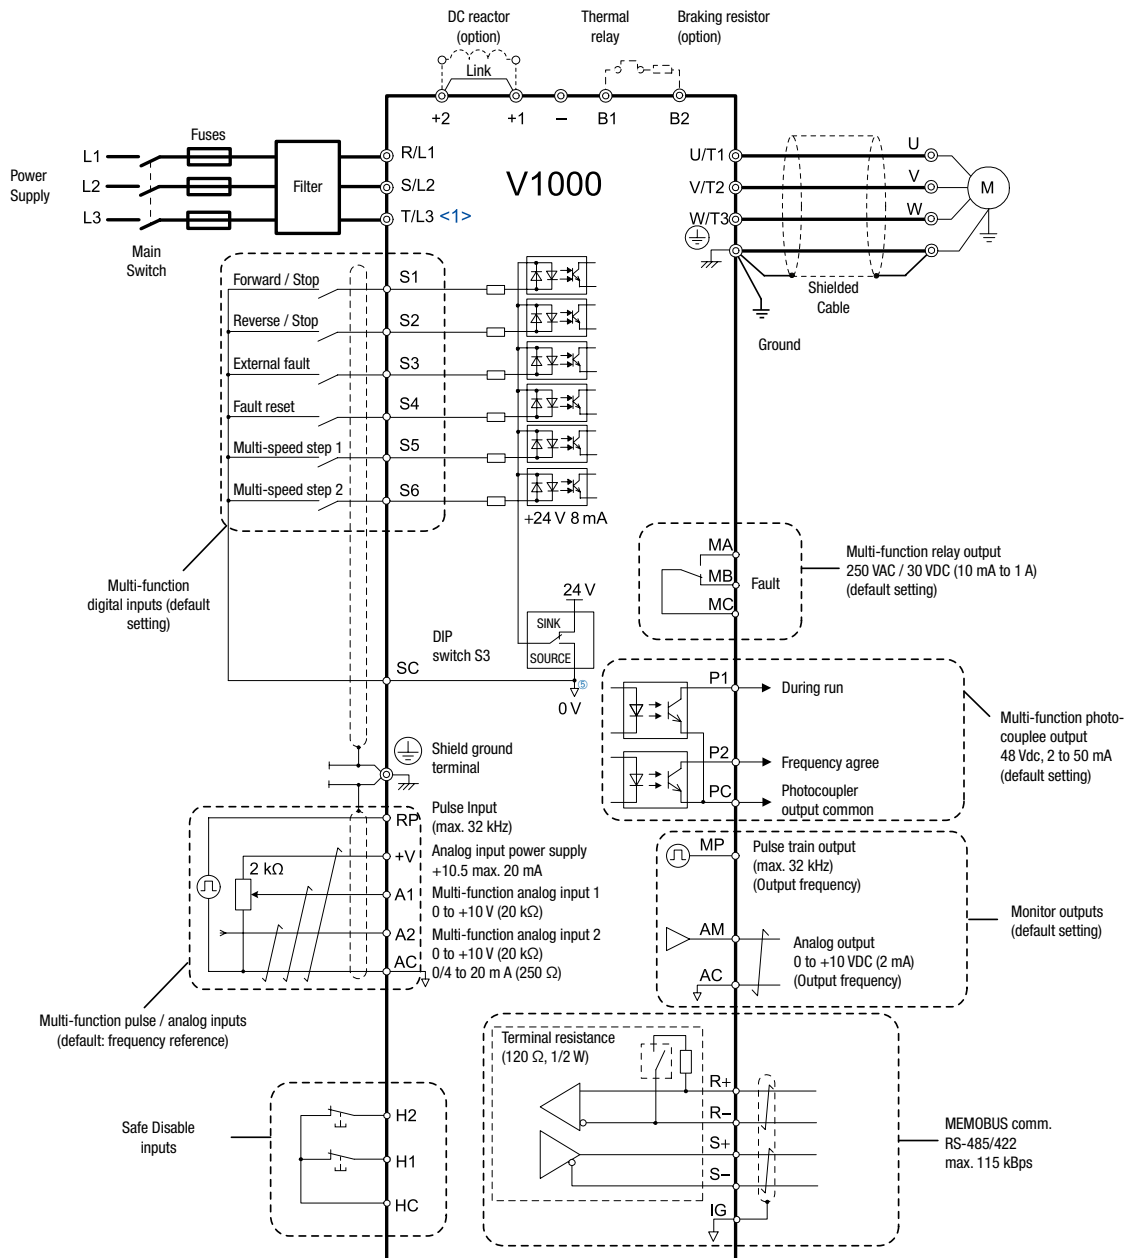 DC reactor
(option)
Thermal
relay
Braking resistor
(option)
Link
+2
+1
–
B1
B2
Fuses
Power
Supply
L1
L2
L3
Main
Switch
Filter
R/L1
S/L2
T/L3 <1>
V1000
U/T1
V/T2
W/T3
U
V
W
M
Shielded
Cable
Ground
Forward / Stop
S1
Reverse / Stop
S2
External fault
S3
Fault reset
S4
Multi-speed step 1
S5
Multi-speed step 2
S6
+24 V 8 mA
Multi-function
digital inputs (default
setting)
24 V
SINK
SOURCE
DIP
switch S3
SC
⑤
0 V
MA
MB
MC
Fault
Multi-function relay output
250 VAC / 30 VDC (10 mA to 1 A)
(default setting)
P1
During run
P2
Frequency agree
PC
Photocoupler
output common
Multi-function photo-
couplee output
48 Vdc, 2 to 50 mA
(default setting)
Shield ground
terminal
RP
Pulse Input
(max. 32 kHz)
+V
Analog input power supply
+10.5 max. 20 mA
2 kΩ
A1
Multi-function analog input 1
0 to +10 V (20 kΩ)
A2
Multi-function analog input 2
0 to +10 V (20 kΩ)
0/4 to 20 m A (250 Ω)
AC
Multi-function pulse / analog inputs
(default: frequency reference)
MP
Pulse train output
(max. 32 kHz)
(Output frequency)
AM
Analog output
0 to +10 VDC (2 mA)
(Output frequency)
AC
Monitor outputs
(default setting)
Safe Disable
inputs
H2
H1
HC
Terminal resistance
(120 Ω, 1/2 W)
R+
R–
S+
S–
IG
MEMOBUS comm.
RS-485/422
max. 115 kBps